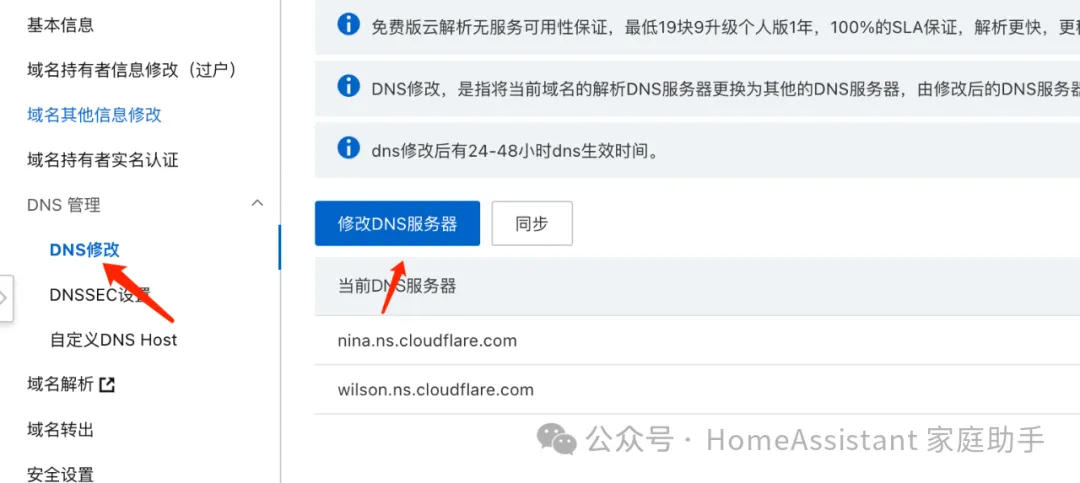 基本信息
域名持有者信息修改（过户）
域名其他信息修改
域名持有者实名认证
DNS 管理
DNS修改
DNSSEC设置
自定义DNS Host
域名解析
域名转出
安全设置
免费版云解析无服务可用性保证，最低19块9升级个人版1年，100%的SLA保证，解析更快，更
DNS修改，是指将当前域名的解析DNS服务器更换为其他的DNS服务器，由修改后的DNS服务器
dns修改后有24-48小时dns生效时间。
修改DNS服务器
同步
当前DNS服务器
nina.ns.cloudflare.com
wilson.ns.cloudflare.com
公众号 · HomeAssistant 家庭助手